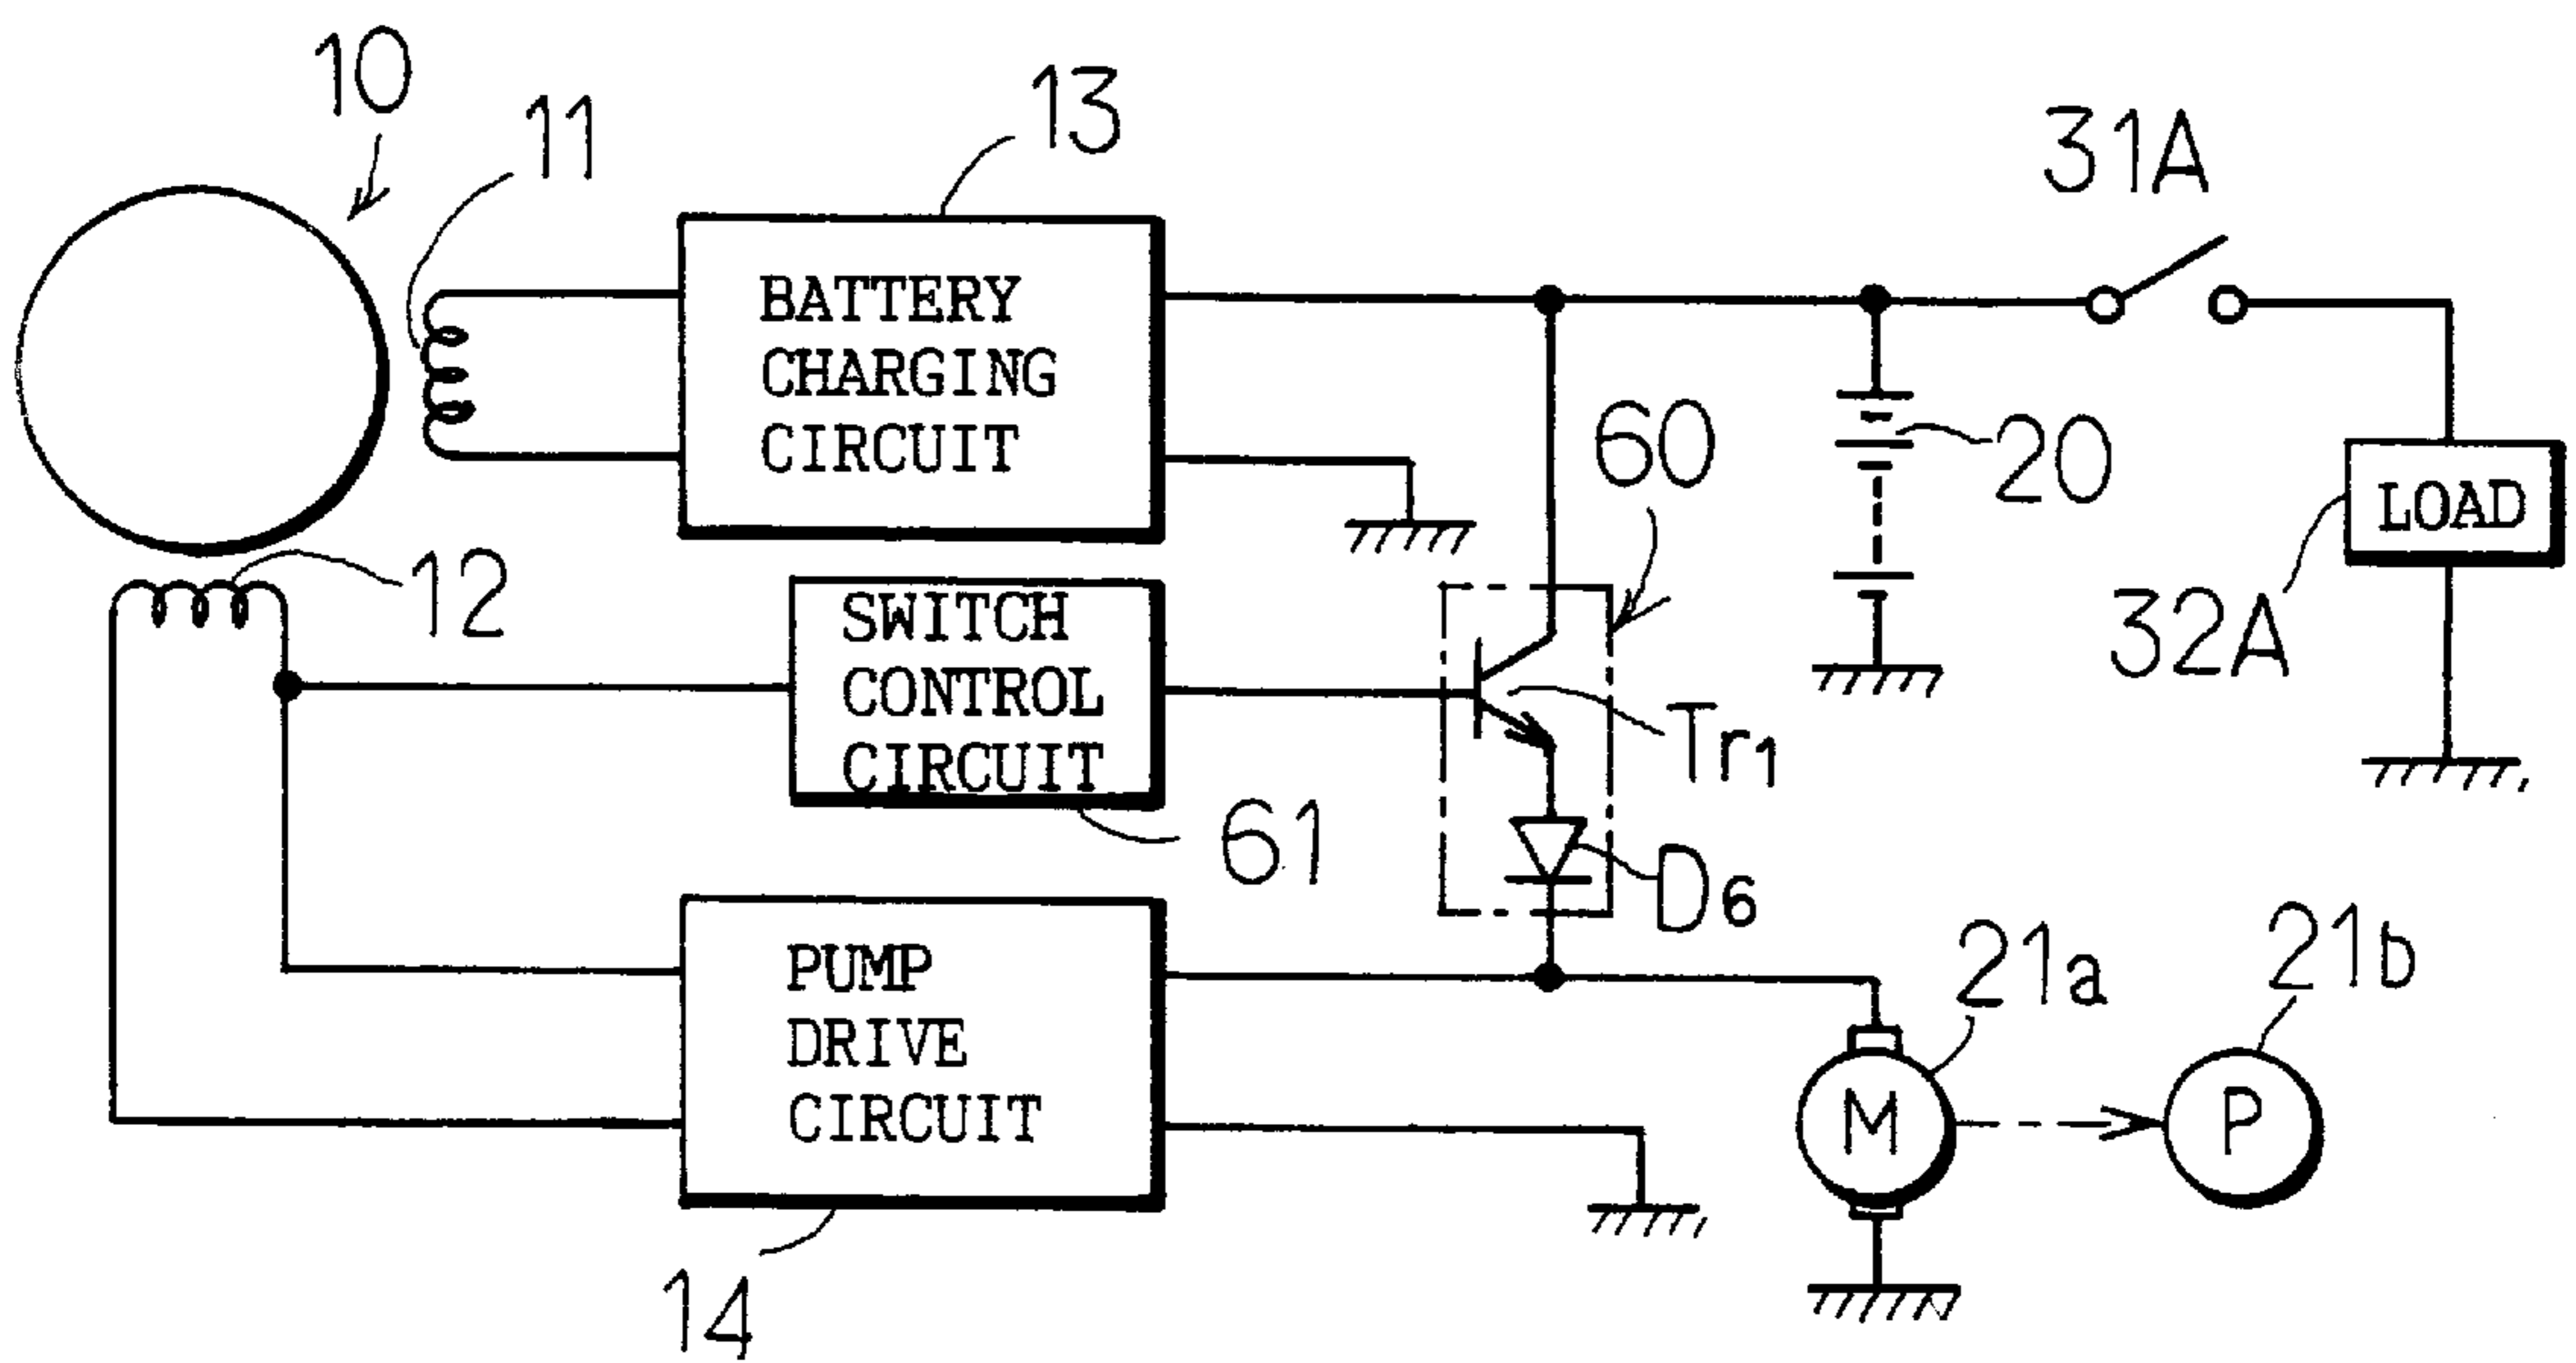 10
11
13
31A
BATTERY
CHARGING
CIRCUIT
60
20
LOAD
12
SWITCH
CONTROL
CIRCUIT
32A
Tr1
61
D6
PUMP
DRIVE
CIRCUIT
21a
21b
M
P
14